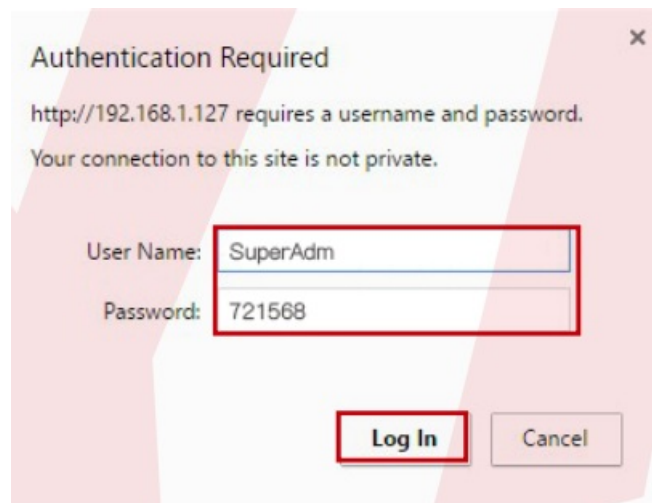 Authentication Required
http://192.168.1.127 requires a username and password.
Your connection to this site is not private.
User Name: SuperAdm
Password: 721568
Log In Cancel